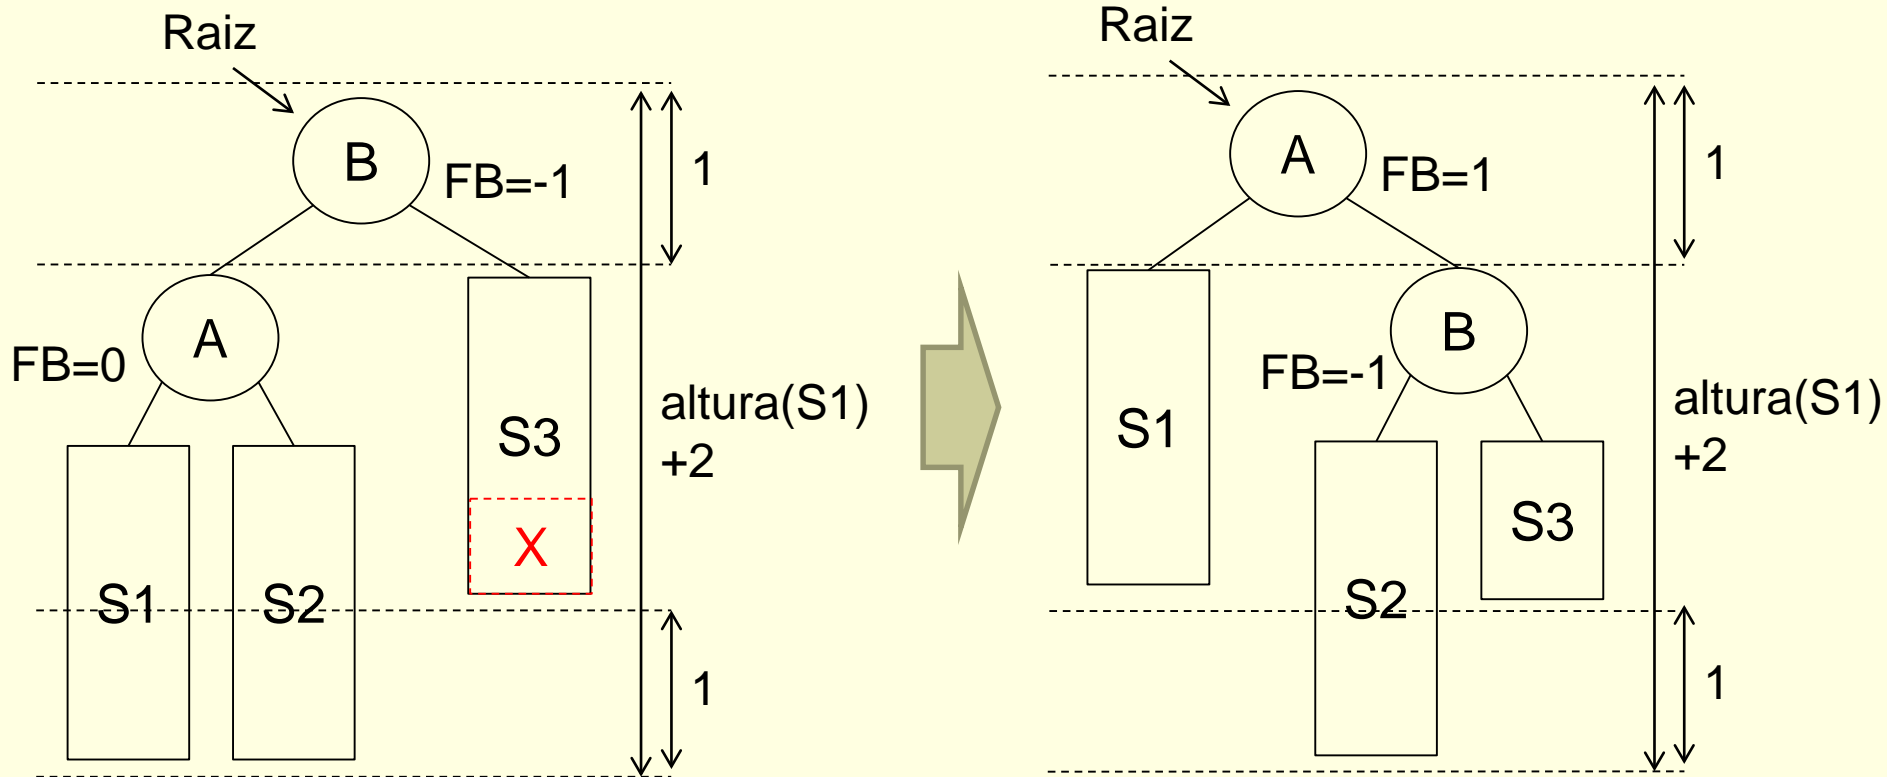 Raiz
B
FB=-1
1
A
FB=0
S3
altura(S1)
+2
X
S1
S2
1
Raiz
A
FB=1
1
B
FB=-1
S1
altura(S1)
+2
S3
S2
1